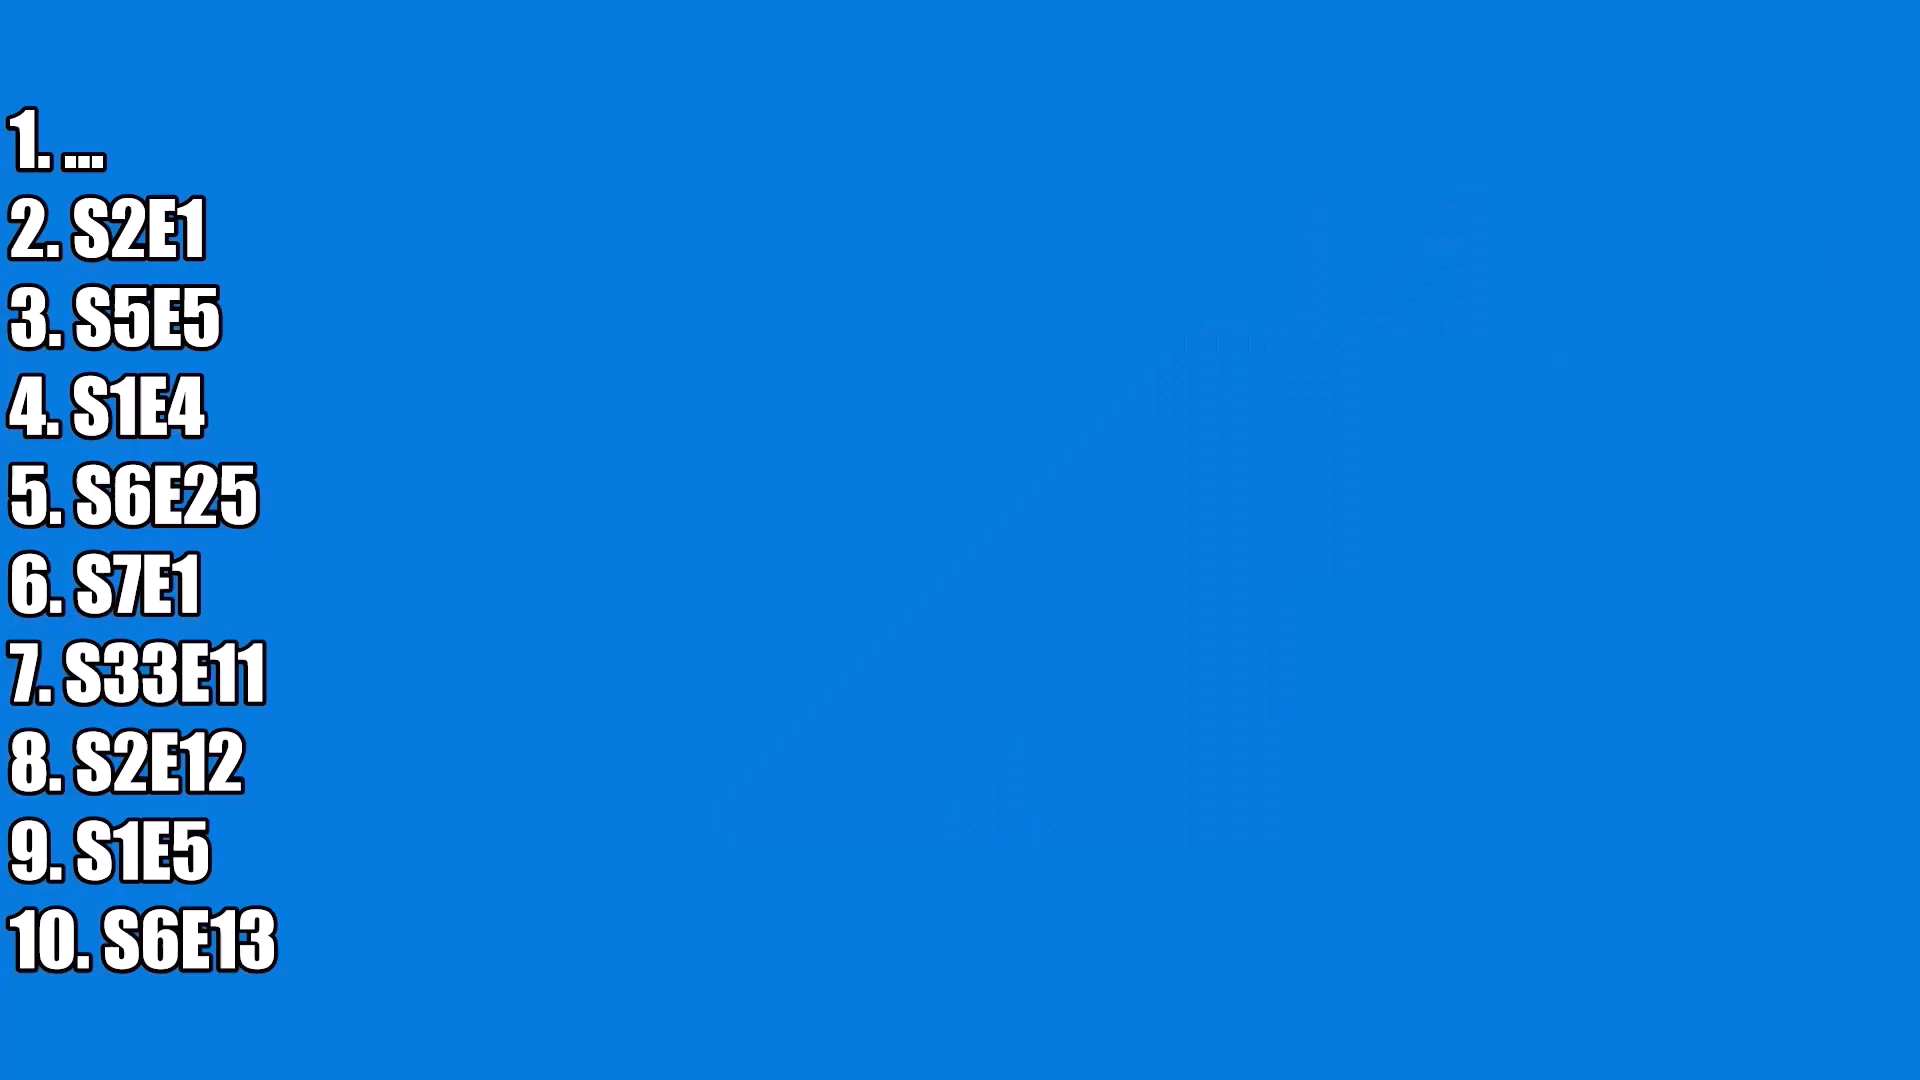 1. ...
2. S2E1
3. S5E5
4. S1E4
5. S6E25
6. S7E1
7. S33E11
8. S2E12
9. S1E5
10. S6E13